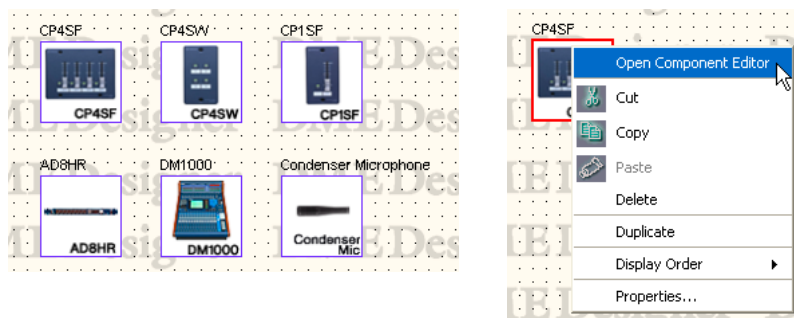 CP4SF CP4SW CP1SF
CP4SF CP4SW CP1SF
AD8HR DM1000 Condenser Microphone
AD8HR DM1000 Condenser
Mic
CP4SF
Open Component Editor
Cut
Copy
Paste
Delete
Duplicate
Display Order
Properties...